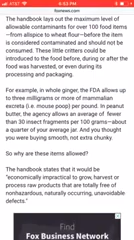 foxnews.com
The handbook lays out the maximum level of
allowable contaminants for over 100 food items
—from allspice to wheat flour—before the item
is considered contaminated and should not be
consumed. These little critters could be
introduced to the food before, during or after the
food was harvested, or even during its
processing and packaging.
For example, in whole ginger, the FDA allows up
to three milligrams or more of mammalian
excreta (i.e. mouse poop) per pound. In peanut
butter, the agency allows an average of fewer
than 30 insect fragments per 100 grams—about
a quarter of your average jar. And you thought
you were buying smooth, not extra chunky.
So why are these items allowed?
The handbook states that it would be
"economically impractical to grow, harvest or
process raw products that are totally free of
nonhazardous, naturally occurring, unavoidable
defects."
Find
Fox Business Network